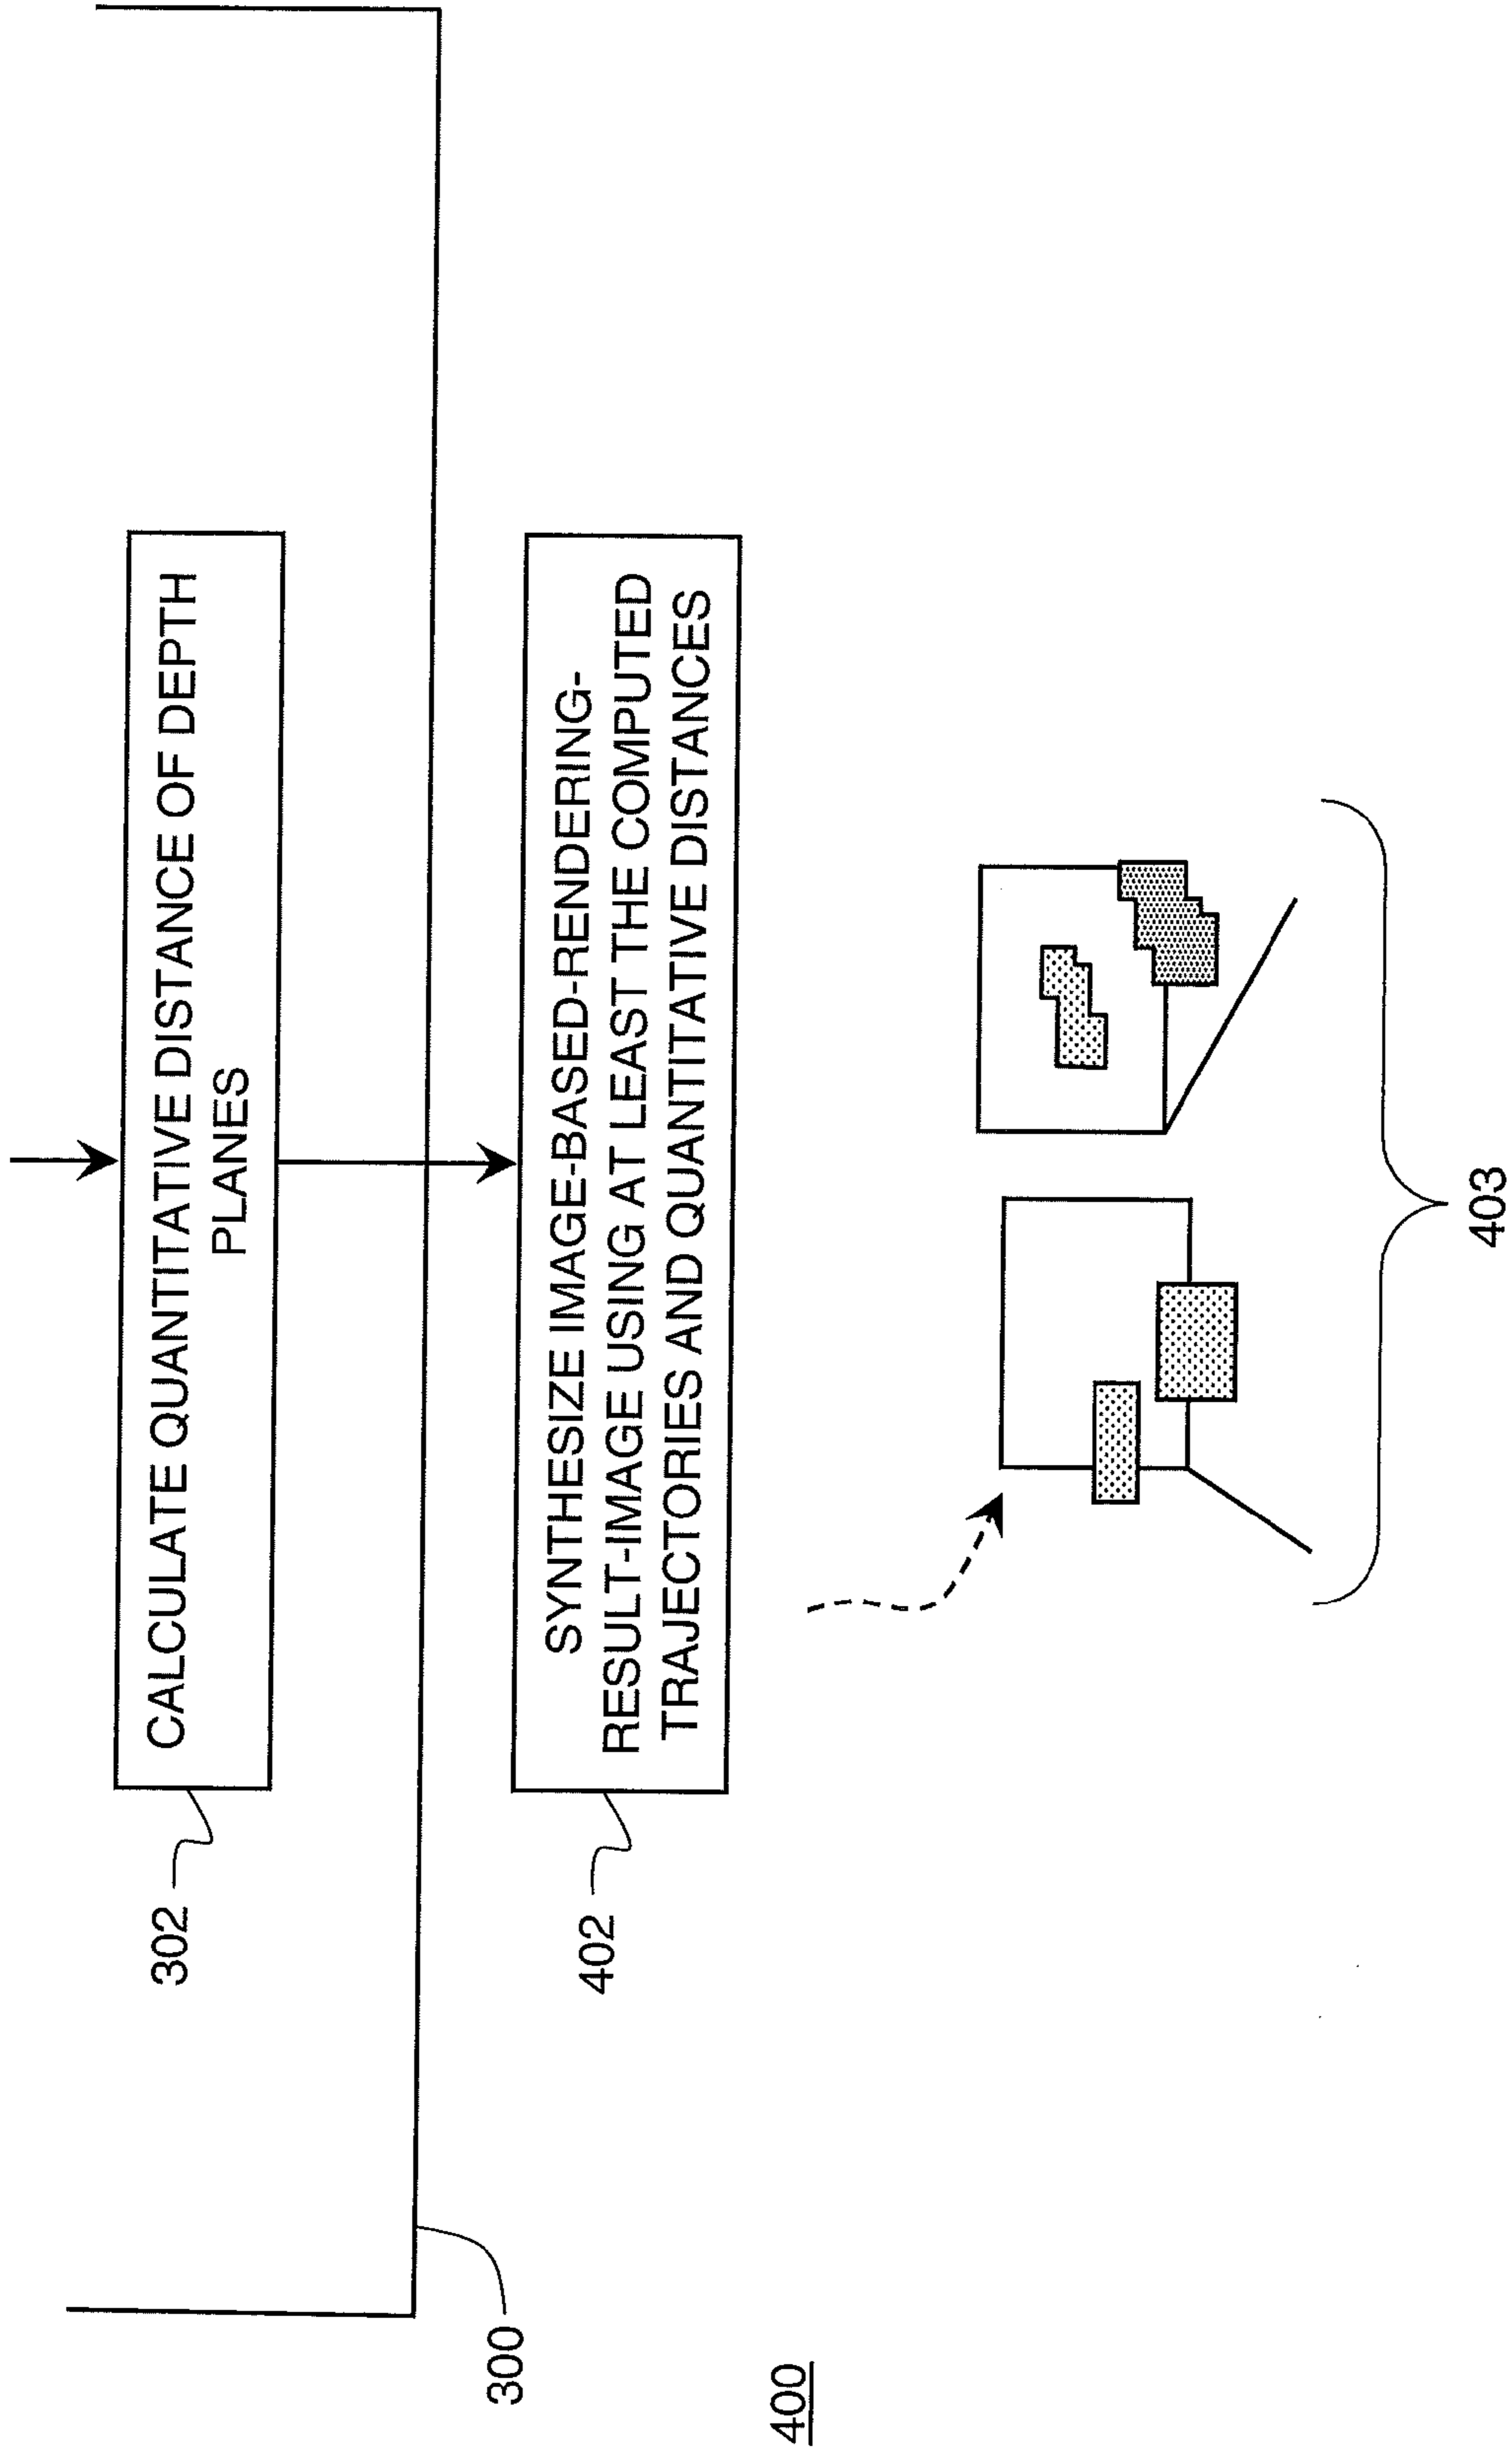 302
CALCULATE QUANTITATIVE DISTANCE OF DEPTH
PLANES
300
402
SYNTHESIZE IMAGE-BASED-RENDERING-
RESULT-IMAGE USING AT LEAST THE COMPUTED
TRAJECTORIES AND QUANTITATIVE DISTANCES
400
403